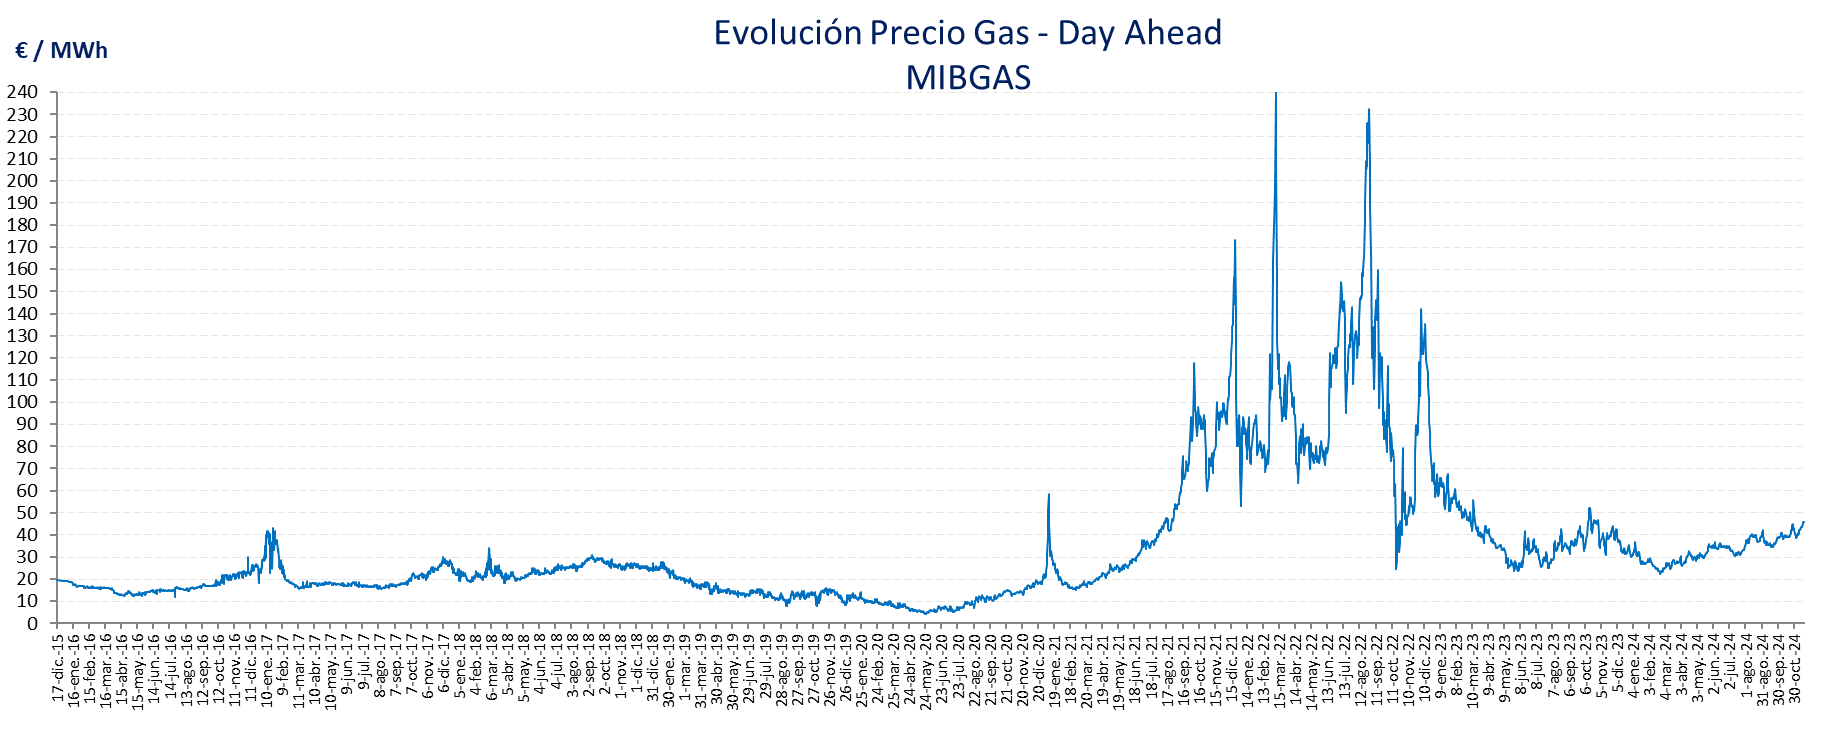 Evolución Precio Gas - Day Ahead
MIBGAS
€ / MWh
240
230
220
210
200
190
180
170
160
150
140
130
120
110
100
90
80
70
60
50
40
30
20
10
0
17-dic.-15
16-ene.-16
15-feb.-16
16-mar.-16
15-abr.-16
15-may.-16
14-jun.-16
14-jul.-16
13-ago.-16
12-sep.-16
12-oct.-16
11-nov.-16
11-dic.-16
10-ene.-17
9-feb.-17
11-mar.-17
10-abr.-17
10-may.-17
9-jun.-17
9-jul.-17
8-ago.-17
7-sep.-17
7-oct.-17
6-nov.-17
6-dic.-17
5-ene.-18
4-feb.-18
6-mar.-18
5-abr.-18
5-may.-18
4-jun.-18
4-jul.-18
3-ago.-18
2-sep.-18
2-oct.-18
1-nov.-18
1-dic.-18
31-dic.-18
30-ene.-19
1-mar.-19
31-mar.-19
30-abr.-19
30-may.-19
29-jun.-19
29-jul.-19
28-ago.-19
27-sep.-19
27-oct.-19
26-nov.-19
26-dic.-19
25-ene.-20
24-feb.-20
25-mar.-20
24-abr.-20
24-may.-20
23-jun.-20
23-jul.-20
22-ago.-20
21-sep.-20
21-oct.-20
20-nov.-20
20-dic.-20
19-ene.-21
18-feb.-21
20-mar.-21
19-abr.-21
19-may.-21
18-jun.-21
18-jul.-21
17-ago.-21
16-sep.-21
16-oct.-21
15-nov.-21
15-dic.-21
14-ene.-22
13-feb.-22
15-mar.-22
14-abr.-22
14-may.-22
13-jun.-22
13-jul.-22
12-ago.-22
11-sep.-22
11-oct.-22
10-nov.-22
10-dic.-22
9-ene.-23
8-feb.-23
10-mar.-23
9-abr.-23
9-may.-23
8-jun.-23
8-jul.-23
7-ago.-23
6-sep.-23
6-oct.-23
5-nov.-23
5-dic.-23
4-ene.-24
3-feb.-24
4-mar.-24
3-abr.-24
3-may.-24
2-jun.-24
2-jul.-24
1-ago.-24
31-ago.-24
30-sep.-24
30-oct.-24